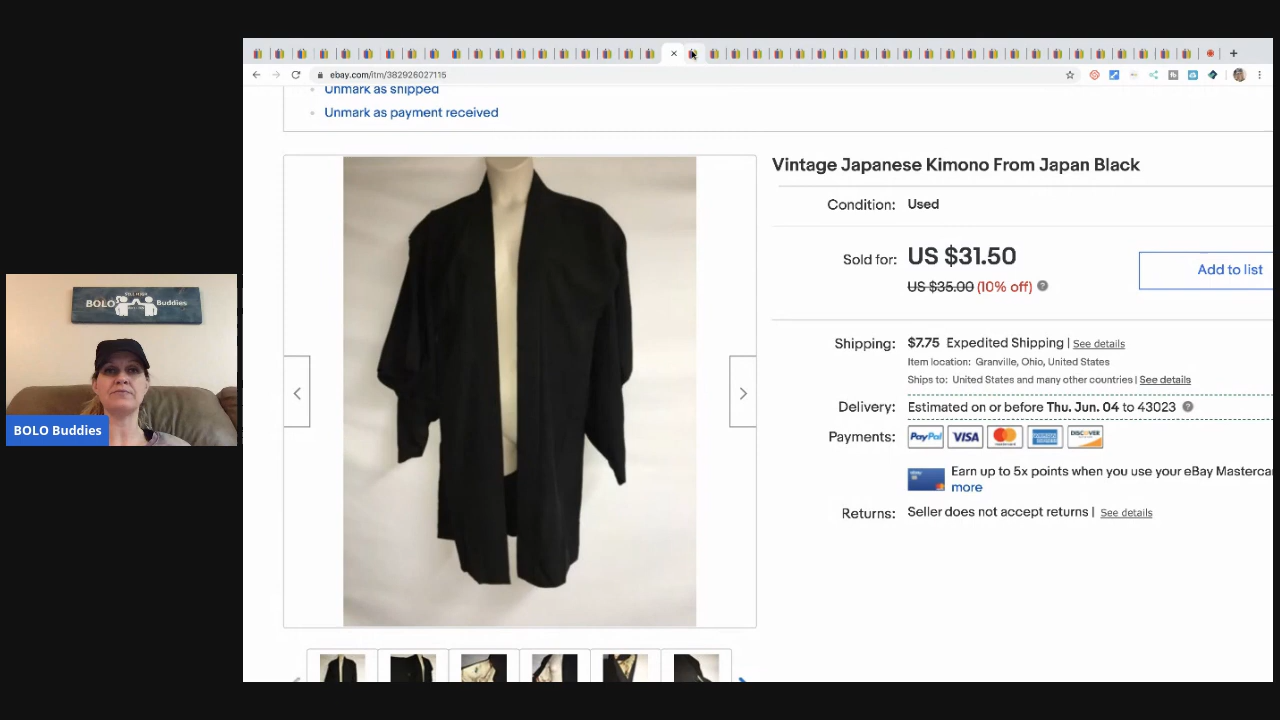 ebay.com/itm/382926027115
Unmark as shipped
Unmark as payment received
Vintage Japanese Kimono From Japan Black
Condition: Used
Sold for: US $31.50
US $35.00 (10% off)
Add to list
Shipping: $7.75 Expedited Shipping | See details
Item location: Granville, Ohio, United States
Ships to: United States and many other countries | See details
Delivery: Estimated on or before Thu. Jun. 04 to 43023
Payments: PayPal VISA MasterCard AMERICAN EXPRESS DISCOVER
Earn up to 5x points when you use your eBay Masterca
more
Returns: Seller does not accept returns | See details
BOLO Buddies
BOLO Buddies